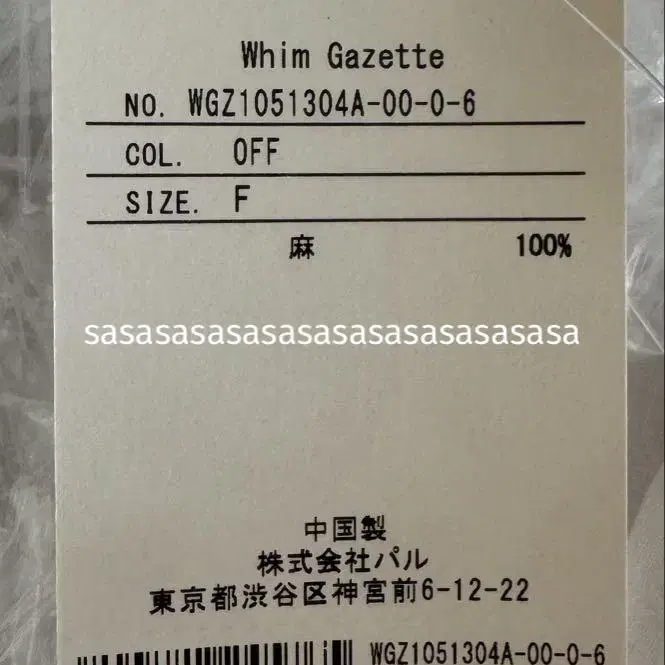 Whim Gazette
NO. WGZ1051304A-00-0-6
COL. OFF
SIZE. F
麻 100%
sasasasasasasasasasasasasasasasasasa
中国製
株式会社パル
東京都渋谷区神宮前6-12-22
WGZ1051304A-00-0-6